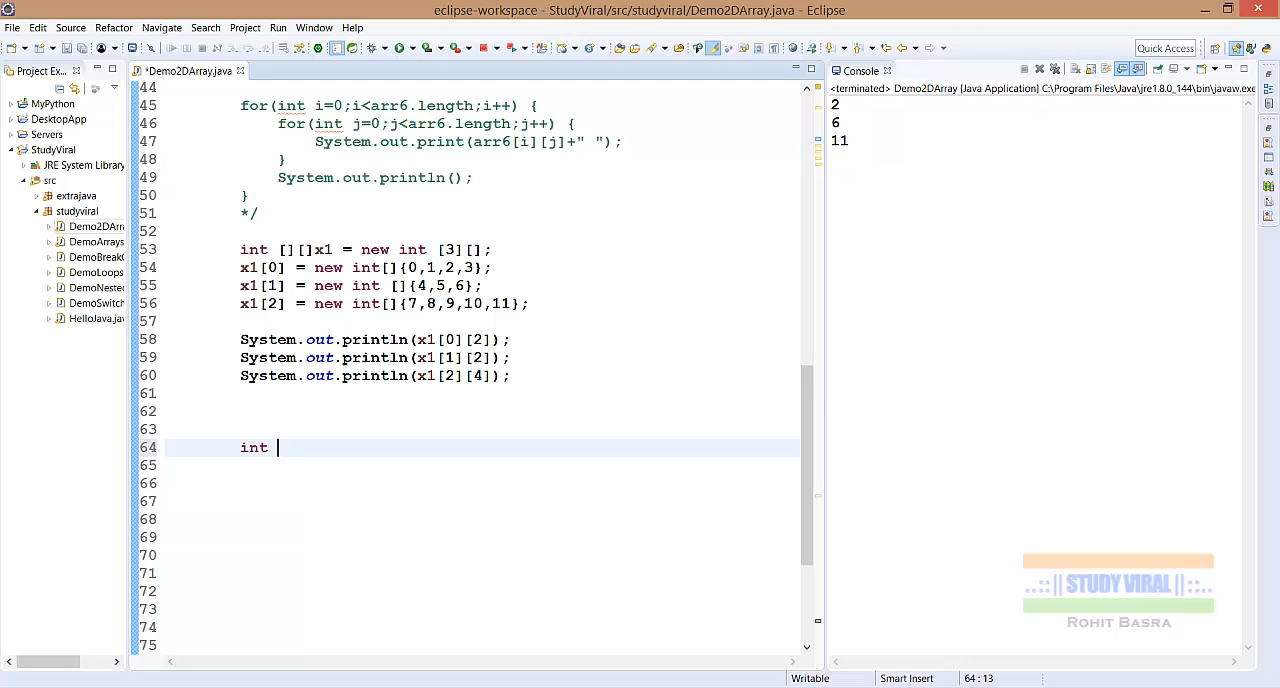 eclipse-workspace - StudyViral/src/studyviral/Demo2DArray.java - Eclipse
File Edit Source Refactor Navigate Search Project Run Window Help
Quick Access
Project Ex...
*Demo2DArray.java
Console
<terminated> Demo2DArray [Java Application] C:\Program Files\Java\jre1.8.0_144\bin\javaw.exe
MyPython
DesktopApp
Servers
StudyViral
JRE System Library
src
extrajava
studyviral
Demo2DArra
DemoArrays
DemoBreakC
DemoLoops
DemoNeste
DemoSwitch
HelloJava.jav
44
45 for(int i=0;i<arr6.length;i++) {
46 for(int j=0;j<arr6.length;j++) {
47 System.out.print(arr6[i][j]+" ");
48 }
49 System.out.println();
50 }
51 */
52
53 int [][]x1 = new int [3][];
54 x1[0] = new int[]{0,1,2,3};
55 x1[1] = new int []{4,5,6};
56 x1[2] = new int[]{7,8,9,10,11};
57
58 System.out.println(x1[0][2]);
59 System.out.println(x1[1][2]);
60 System.out.println(x1[2][4]);
61
62
63
64 int
65
66
67
68
69
70
71
72
73
74
75
2
6
11
..::|| STUDY VIRAL ||::..
ROHIT BASRA
Writable Smart Insert 64 : 13